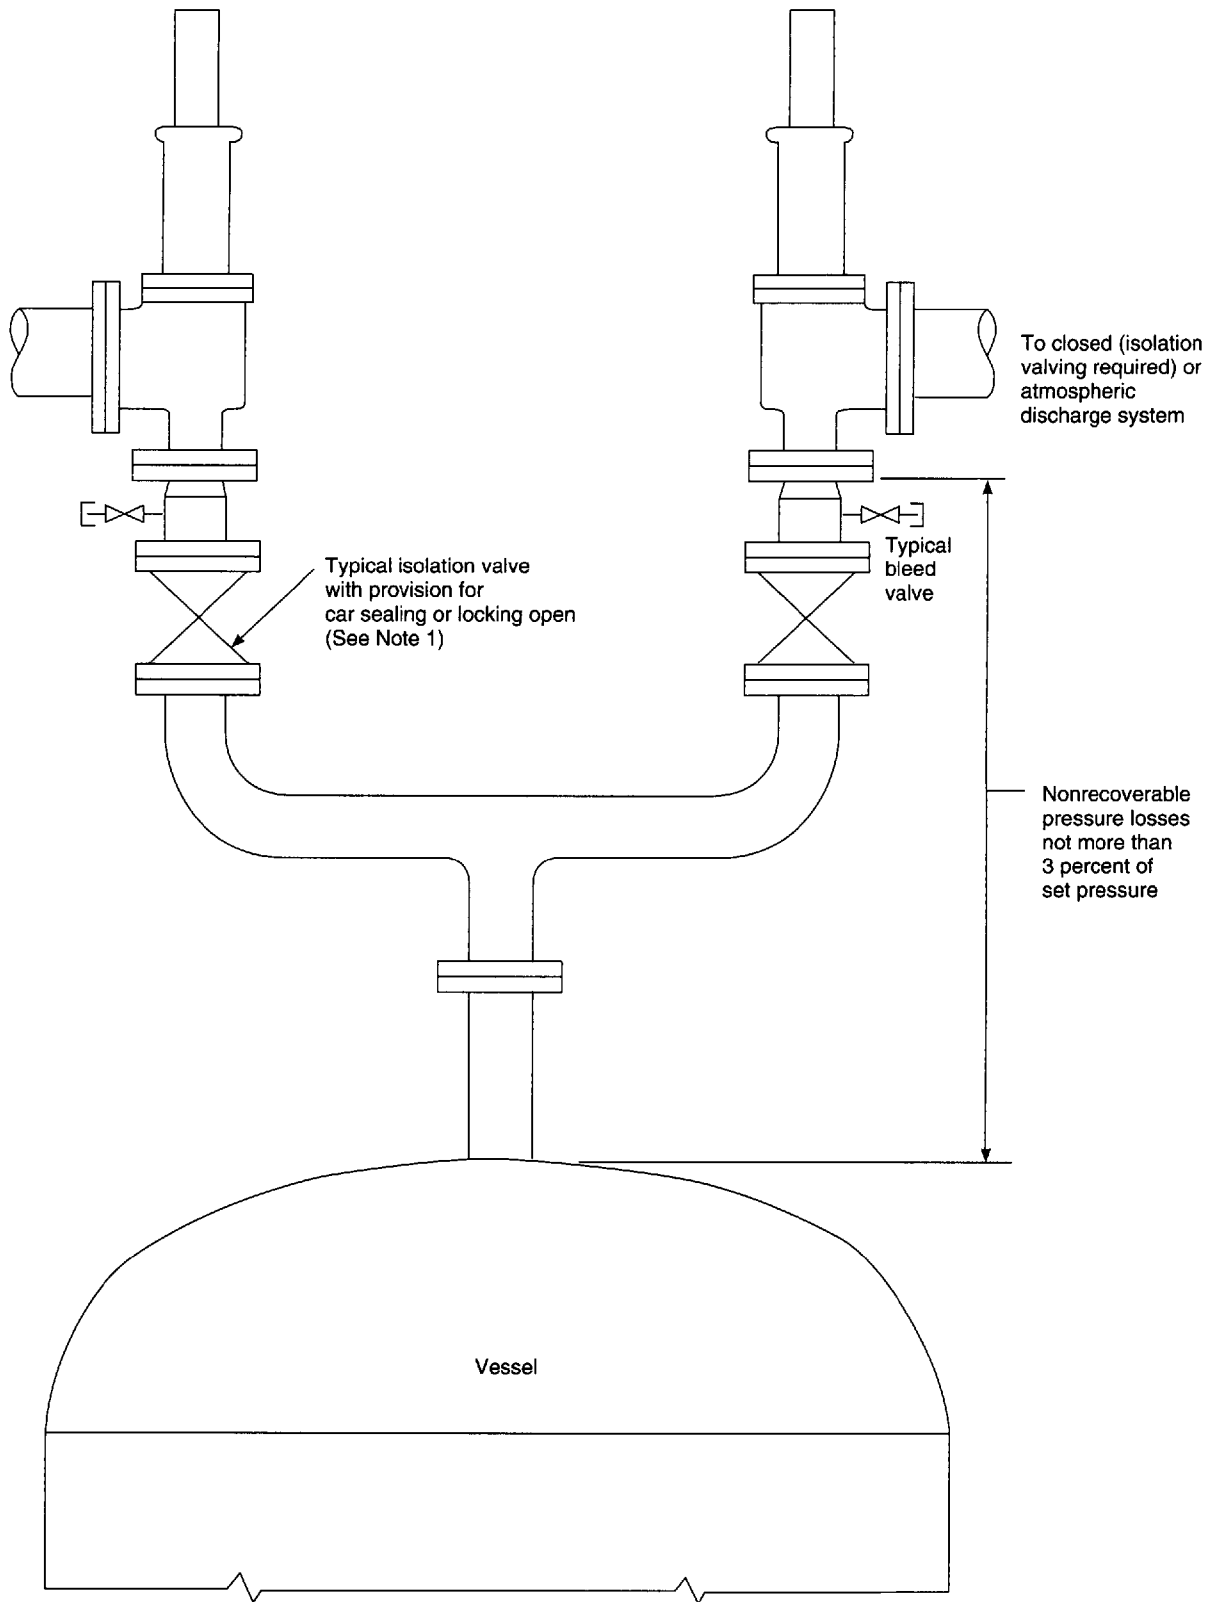 To closed (isolation
valving required) or
atmospheric
discharge system
Typical isolation valve
with provision for
car sealing or locking open
(See Note 1)
Typical
bleed
valve
Nonrecoverable
pressure losses
not more than
3 percent of
set pressure
Vessel